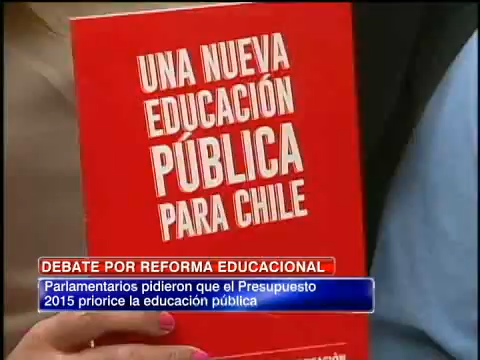 UNA NUEVA
EDUCACIÓN
PÚBLICA
PARA CHILE
DEBATE POR REFORMA EDUCACIONAL
Parlamentarios pidieron que el Presupuesto
2015 priorice la educación pública